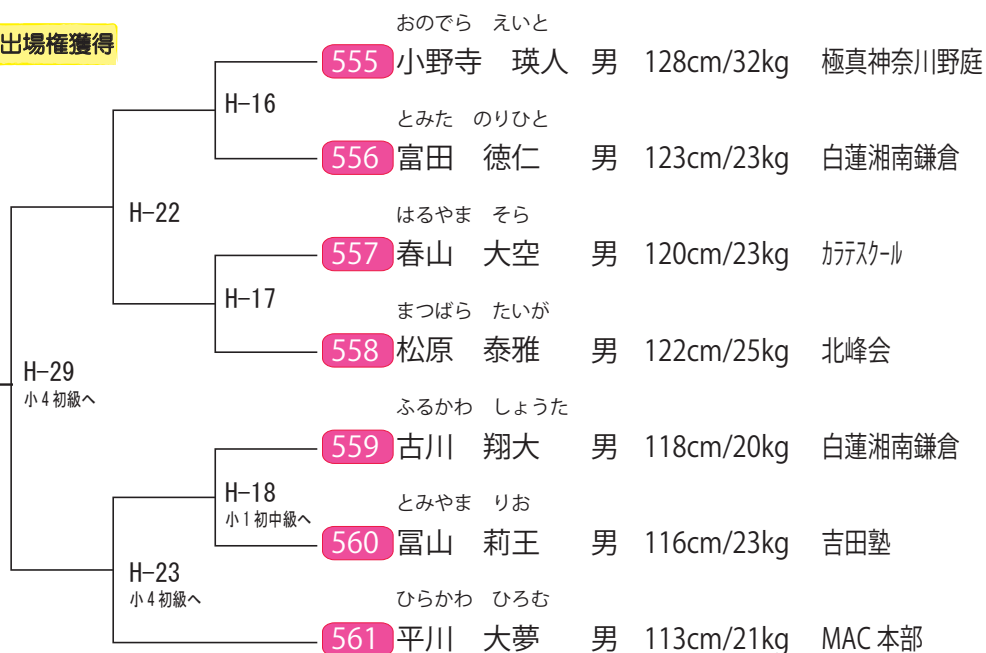 出場権獲得
おのでら えいと
555 小野寺 瑛人 男 128cm/32kg 極真神奈川野庭
H-16
とみた のりひと
556 富田 徳仁 男 123cm/23kg 白蓮湘南鎌倉
H-22
はるやま そら
557 春山 大空 男 120cm/23kg カラテスクール
H-17
まつばら たいが
558 松原 泰雅 男 122cm/25kg 北峰会
H-29
小4初級へ
ふるかわ しょうた
559 古川 翔大 男 118cm/20kg 白蓮湘南鎌倉
H-18
小1初中級へ
とみやま りお
560 冨山 莉王 男 116cm/23kg 吉田塾
H-23
小4初級へ
ひらかわ ひろむ
561 平川 大夢 男 113cm/21kg MAC本部